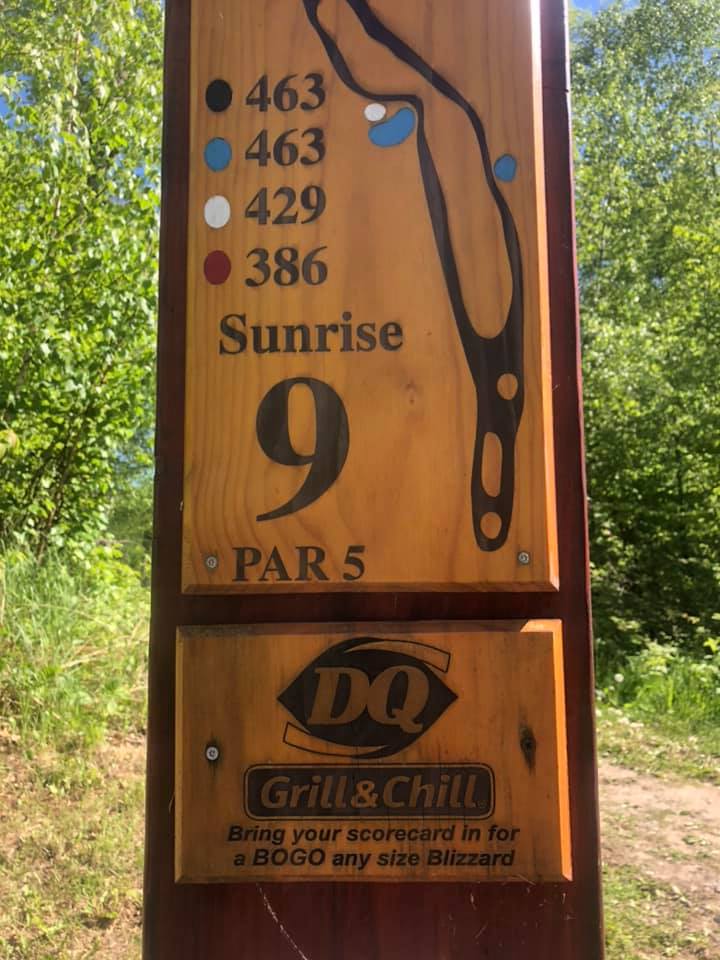 463
463
429
386
Sunrise
9
PAR 5
DQ
Grill&Chill
Bring your scorecard in for
a BOGO any size Blizzard